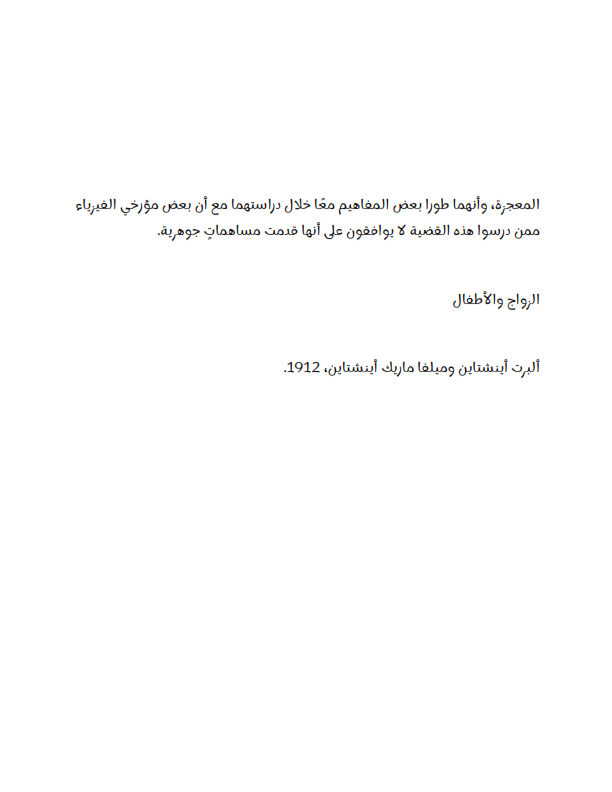 المعجزة، وأنهما طورا بعض المفاهيم معًا خلال دراستهما مع أن بعض مؤرخي الفيزياء
ممن درسوا هذه القضية لا يوافقون على أنها قدمت مساهماتٍ جوهرية.
الزواج والأطفال
ألبرت أينشتاين وميلفا ماريك أينشتاين، 1912.